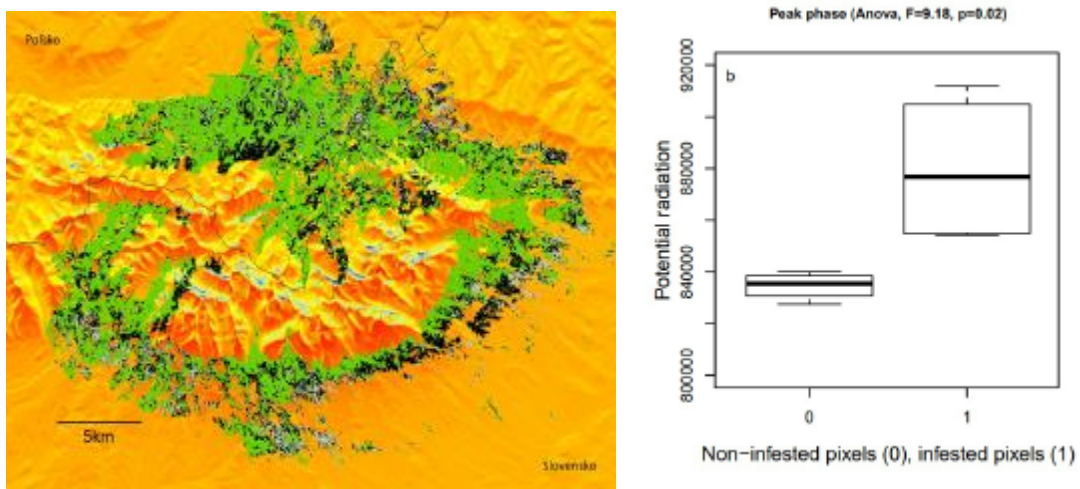 Polsko
5km
Slovensko
Peak phase (Anova, F=9.18, p=0.02)
b
Potential radiation
920000
880000
840000
800000
0 1
Non-infested pixels (0), infested pixels (1)